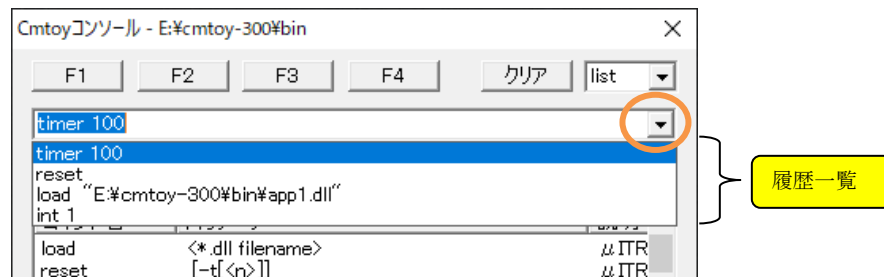 Cmtoyコンソール - E:¥cmtoy-300¥bin
F1 F2 F3 F4 クリア list
timer 100
timer 100
reset
load "E:¥cmtoy-300¥bin¥app1.dll"
int 1
履歴一覧
load <*.dll filename> μITR
reset [-t[<n>]] μITR